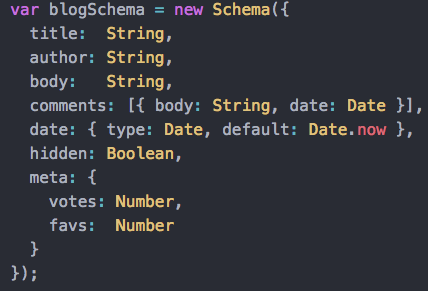 var blogSchema = new Schema({
  title:  String,
  author: String,
  body:   String,
  comments: [{ body: String, date: Date }],
  date: { type: Date, default: Date.now },
  hidden: Boolean,
  meta: {
    votes: Number,
    favs:  Number
  }
});